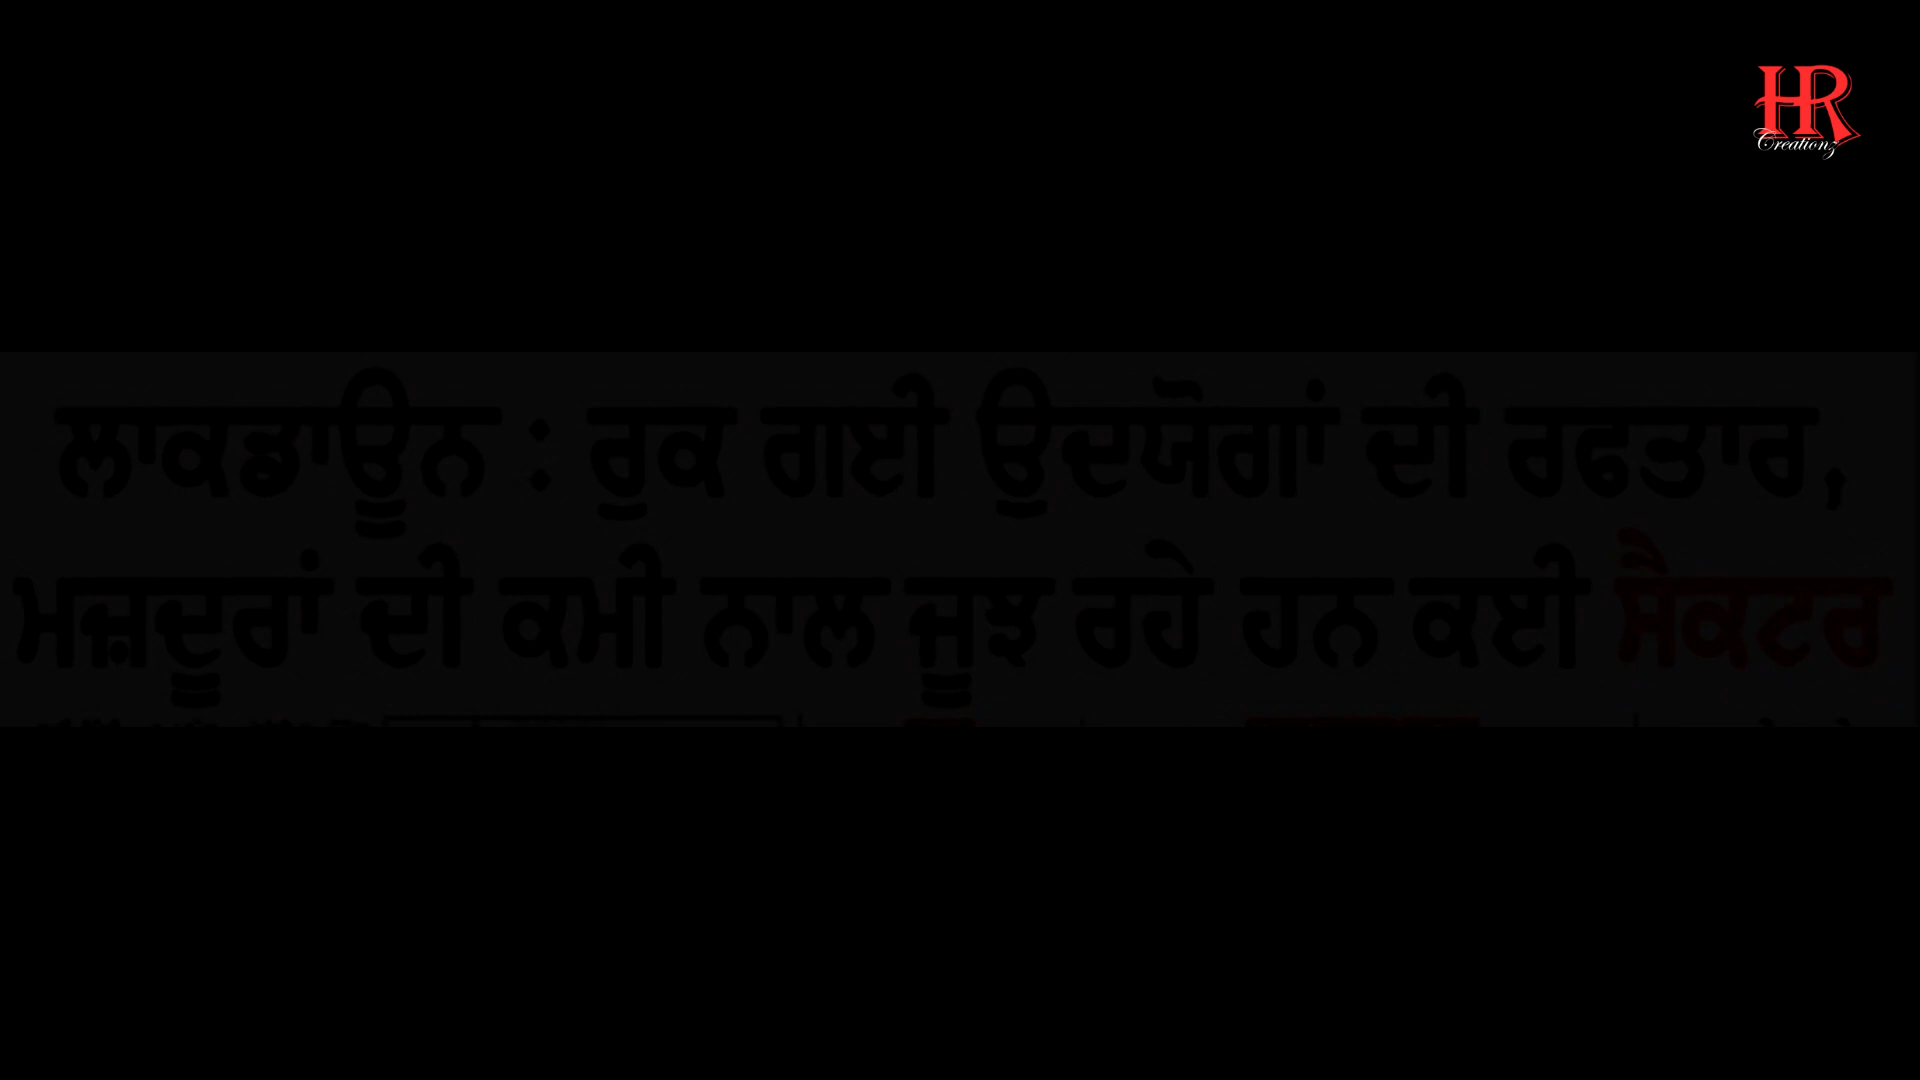 HR
Creationz
ਲਾਕਡਾਊਨ : ਰੁਕ ਗਈ ਉਦਯੋਗਾਂ ਦੀ ਰਫਤਾਰ,
ਮਜ਼ਦੂਰਾਂ ਦੀ ਕਮੀ ਨਾਲ ਜੂਝ ਰਹੇ ਹਨ ਕਈ ਸੈਕਟਰ